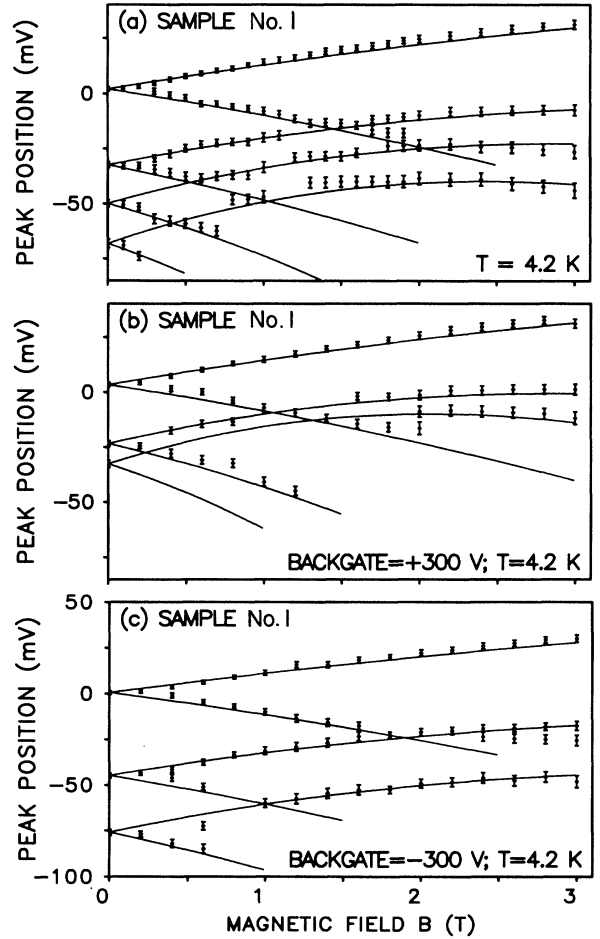 (a) SAMPLE No.1
0
−50
PEAK POSITION (mV)
T = 4.2 K
(b) SAMPLE No.1
0
−50
PEAK POSITION (mV)
BACKGATE=+300 V; T=4.2 K
50
(c) SAMPLE No.1
0
−50
−100
PEAK POSITION (mV)
BACKGATE=−300 V; T=4.2 K
0 1 2 3
MAGNETIC FIELD B (T)